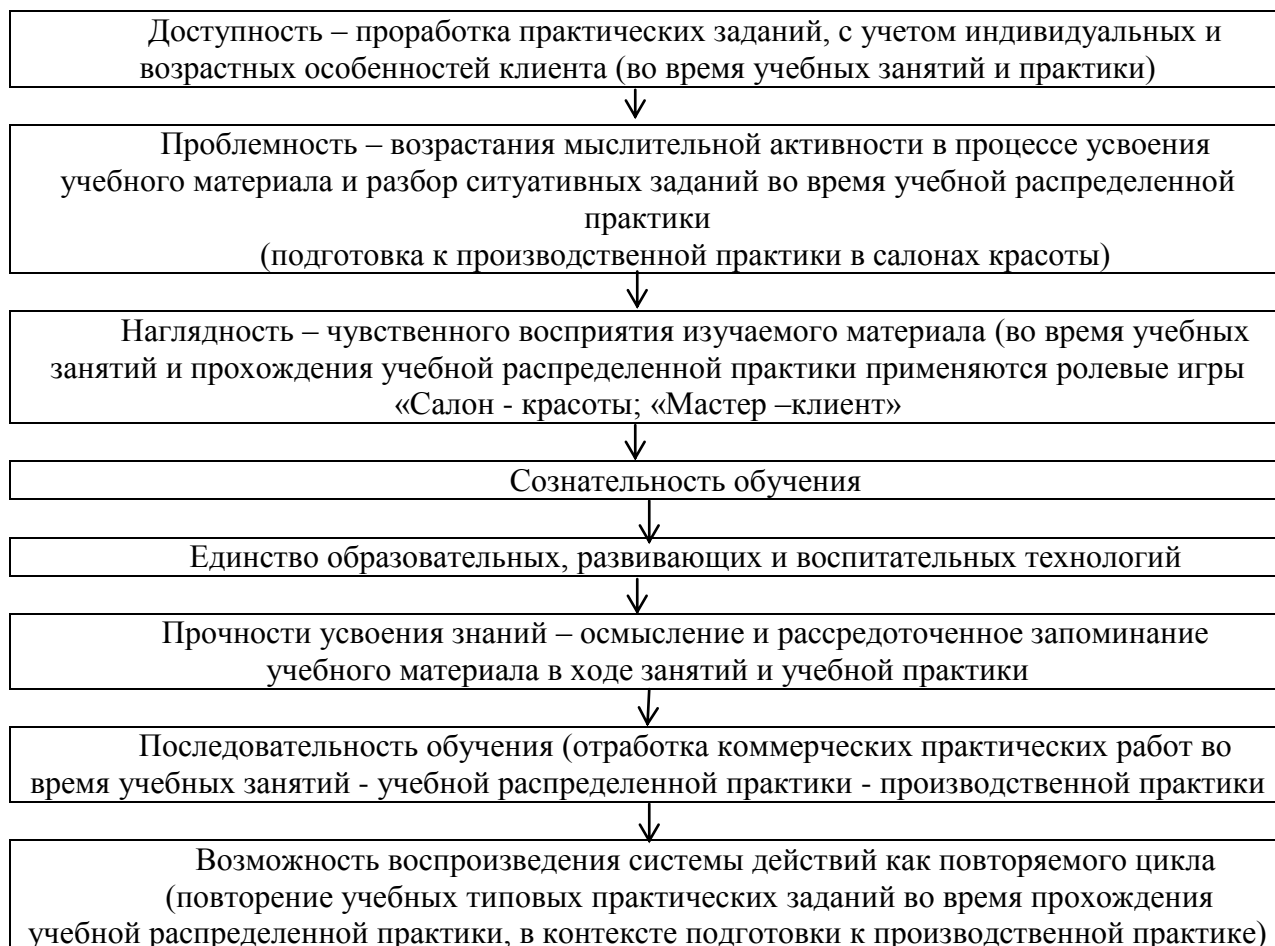 Доступность – проработка практических заданий, с учетом индивидуальных и
возрастных особенностей клиента (во время учебных занятий и практики)
Проблемность – возрастания мыслительной активности в процессе усвоения
учебного материала и разбор ситуативных заданий во время учебной распределенной
практики
(подготовка к производственной практики в салонах красоты)
Наглядность – чувственного восприятия изучаемого материала (во время учебных
занятий и прохождения учебной распределенной практики применяются ролевые игры
«Салон - красоты; «Мастер –клиент»
Сознательность обучения
Единство образовательных, развивающих и воспитательных технологий
Прочности усвоения знаний – осмысление и рассредоточенное запоминание
учебного материала в ходе занятий и учебной практики
Последовательность обучения (отработка коммерческих практических работ во
время учебных занятий - учебной распределенной практики - производственной практики
Возможность воспроизведения системы действий как повторяемого цикла
(повторение учебных типовых практических заданий во время прохождения
учебной распределенной практики, в контексте подготовки к производственной практике)